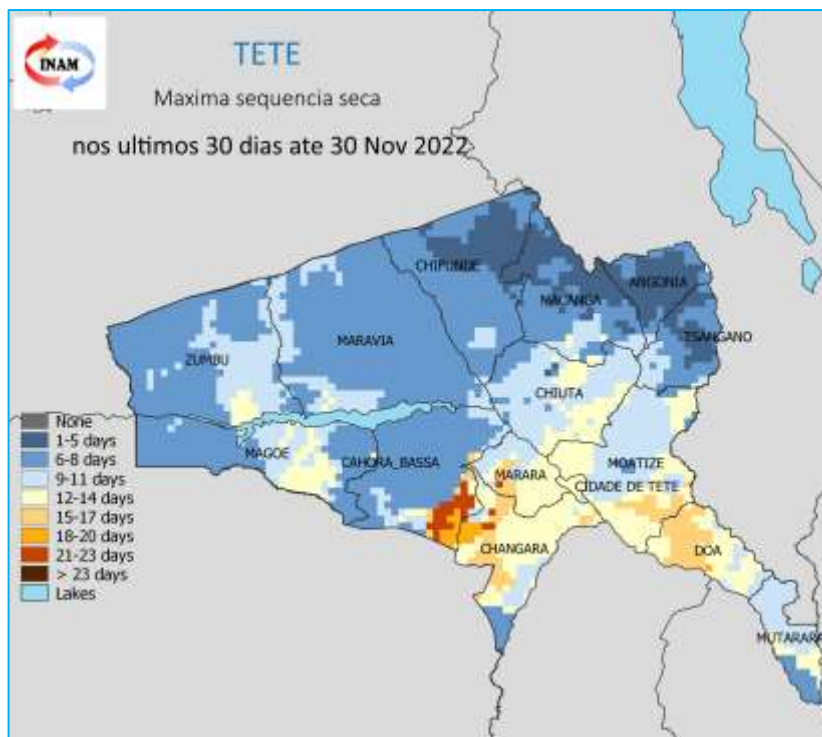 INAM
TETE
Maxima sequencia seca
nos ultimos 30 dias ate 30 Nov 2022
CHIFUNDE
ANGONIA
MACANGA
TSANGANO
MARAVIA
ZUMBU
CHIUTA
MAGOE
CAHORA_BASSA
MARARA
MOATIZE
CIDADE DE TETE
CHANGARA
DOA
MUTARARA
None
1-5 days
6-8 days
9-11 days
12-14 days
15-17 days
18-20 days
21-23 days
> 23 days
Lakes